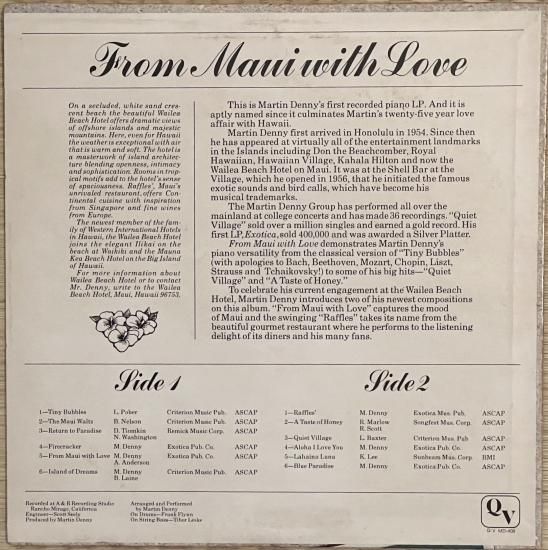 From Maui with Love
On a secluded, white sand cres-
cent beach the beautiful Wailea
Beach Hotel offers dramatic views
of offshore islands and majestic
mountains. Here, even for Hawaii
the weather is exceptional with air
that is warm and soft. The hotel is
a masterwork of island architec-
ture blending openness, intimacy
and sophistication. Rooms in trop-
ical motifs add to the hotel's sense
of spaciousness. Raffles', Maui's
unrivaled restaurant, offers Con-
tinental cuisine with inspiration
from Singapore and fine wines
from Europe.
The newest member of the fam-
ily of Western International Hotels
in Hawaii, the Wailea Beach Hotel
joins the elegant Ilikai on the
beach at Waikiki and the Mauna
Kea Beach Hotel on the Big Island
of Hawaii.
For more information about
Wailea Beach Hotel or to contact
Mr. Denny, write to the Wailea
Beach Hotel, Maui, Hawaii 96753.
This is Martin Denny's first recorded piano LP. And it is
aptly named since it culminates Martin's twenty-five year love
affair with Hawaii.
Martin Denny first arrived in Honolulu in 1954. Since then
he has appeared at virtually all of the entertainment landmarks
in the Islands including Don the Beachcomber, Royal
Hawaiian, Hawaiian Village, Kahala Hilton and now the
Wailea Beach Hotel on Maui. It was at the Shell Bar at the
Village, which he opened in 1956, that he initiated the famous
exotic sounds and bird calls, which have become his
musical trademarks.
The Martin Denny Group has performed all over the
mainland at college concerts and has made 36 recordings. "Quiet
Village" sold over a million singles and earned a gold record. His
first LP, Exotica, sold 400,000 and was awarded a Silver Platter.
From Maui with Love demonstrates Martin Denny's
piano versatility from the classical version of "Tiny Bubbles"
(with apologies to Bach, Beethoven, Mozart, Chopin, Liszt,
Strauss and Tchaikovsky!) to some of his big hits—"Quiet
Village" and "A Taste of Honey."
To celebrate his current engagement at the Wailea Beach
Hotel, Martin Denny introduces two of his newest compositions
on this album. "From Maui with Love" captures the mood
of Maui and the swinging "Raffles" takes its name from the
beautiful gourmet restaurant where he performs to the listening
delight of its diners and his many fans.
Side 1
1—Tiny Bubbles L. Pober Criterion Music Pub. ASCAP
2—The Maui Waltz B. Nelson Criterion Music Pub. ASCAP
3—Return to Paradise D. Tiomkin Remick Music Corp. ASCAP
N. Washington
4—Firecracker M. Denny Exotica Pub. Co. ASCAP
5—From Maui with Love M. Denny Exotica Pub. Co. ASCAP
A. Anderson
6—Island of Dreams M. Denny Criterion Music Pub. ASCAP
B. Laine
Side 2
1—Raffles' M. Denny Exotica Mus. Pub ASCAP
2—A Taste of Honey R. Marlow Songfest Mus. Corp. ASCAP
R. Scott
3—Quiet Village L. Baxter Criterion Mus Pub ASCAP
4—Aloha I Love You M. Denny Exotica Pub. Co. ASCAP
5—Lahaina Luna K. Lee Sunbeam Mus. Corp. BMI
6—Blue Paradise M. Denny Exotica Pub. Co. ASCAP
Recorded at A & R Recording Studio
Rancho Mirage, California
Engineer—Scott Seely
Produced by Martin Denny
Arranged and Performed
by Martin Denny
On Drums—Frank Flynn
On String Bass—Tibor Lesko
QV